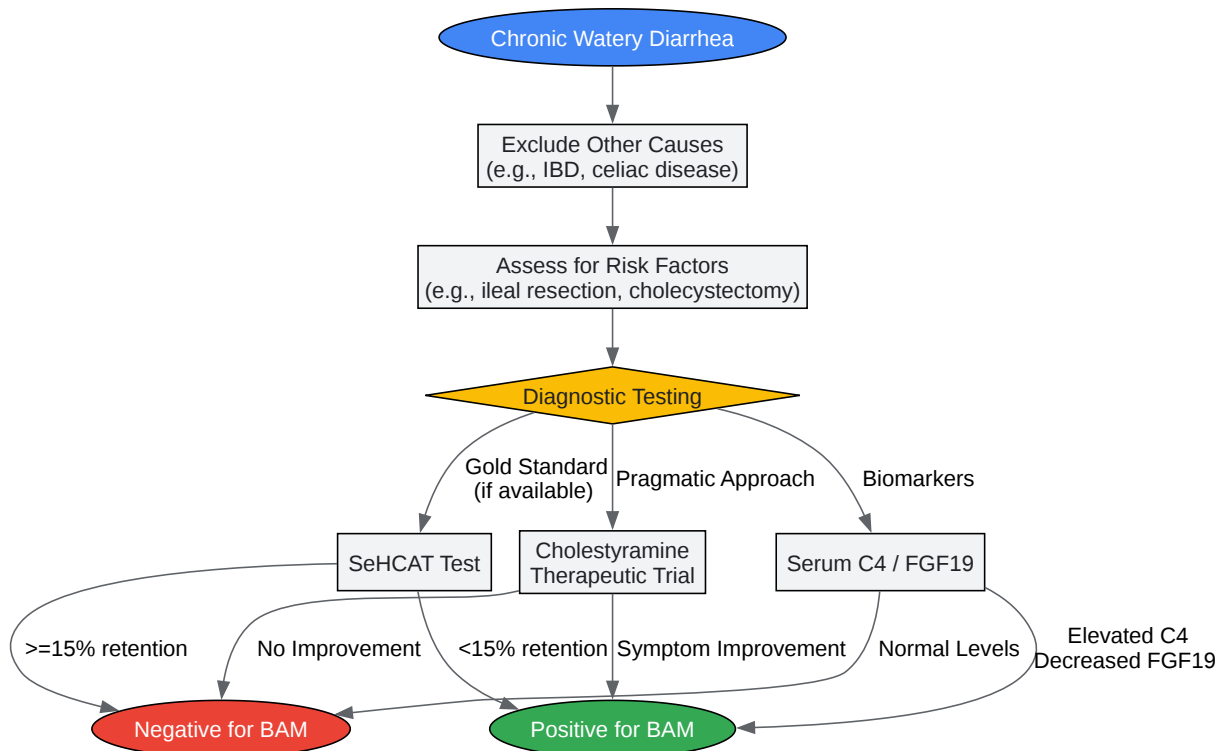 Chronic Watery Diarrhea
Exclude Other Causes
(e.g., IBD, celiac disease)
Assess for Risk Factors
(e.g., ileal resection, cholecystectomy)
Diagnostic Testing
Gold Standard
(if available)
Pragmatic Approach
Biomarkers
SeHCAT Test
Cholestyramine
Therapeutic Trial
Serum C4 / FGF19
>=15% retention
No Improvement
<15% retention
Symptom Improvement
Normal Levels
Elevated C4
Decreased FGF19
Negative for BAM
Positive for BAM